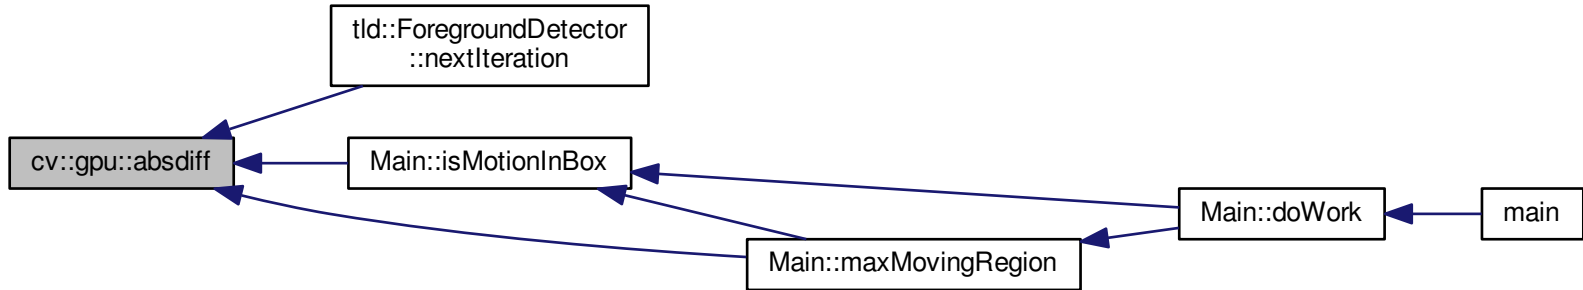 tld::ForegroundDetector
::nextIteration
cv::gpu::absdiff
Main::isMotionInBox
Main::maxMovingRegion
Main::doWork
main